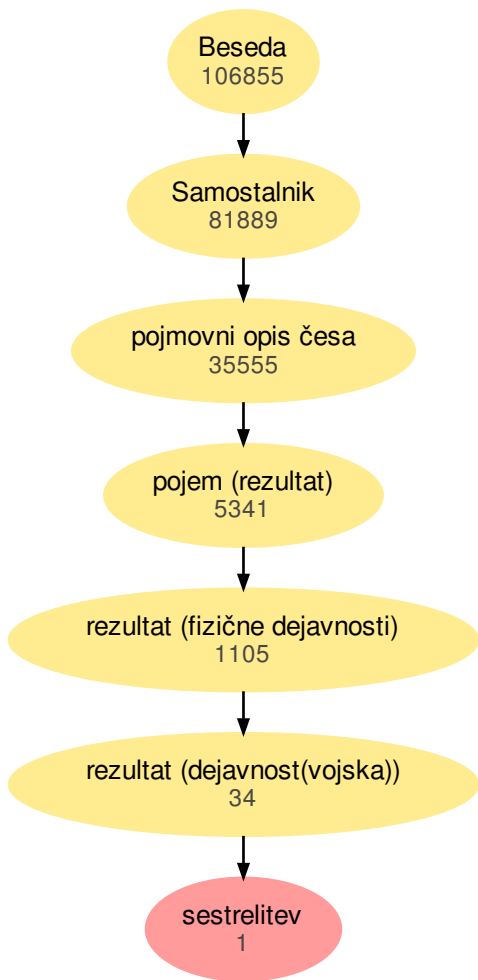 Beseda
106855
Samostalnik
81889
pojmovni opis česa
35555
pojem (rezultat)
5341
rezultat (fizične dejavnosti)
1105
rezultat (dejavnost(vojska))
34
sestrelitev
1